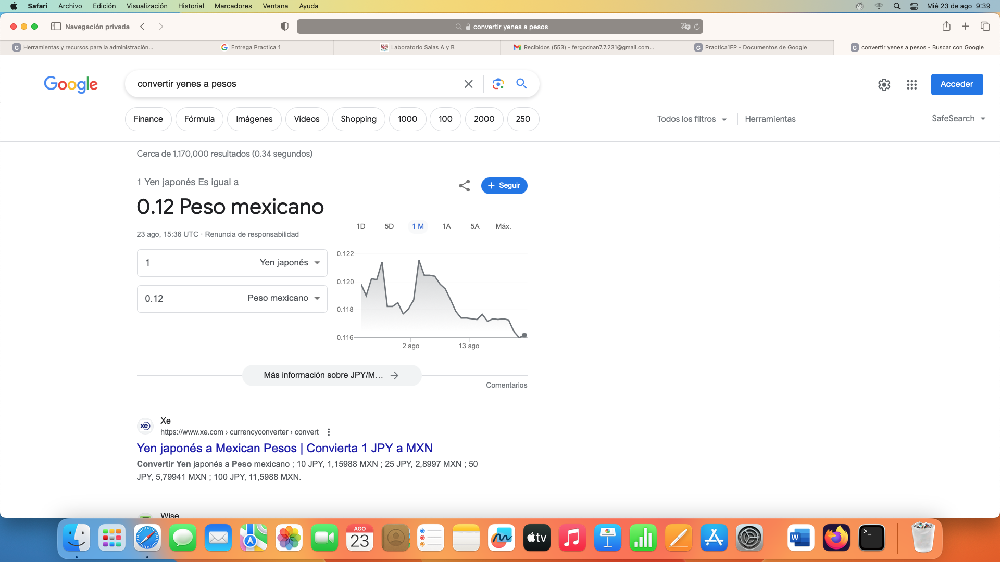 Safari Archivo Edición Visualización Historial Marcadores Ventana Ayuda Mié 23 de ago 9:39
Navegación privada convertir yenes a pesos
Herramientas y recursos para la administración... Entrega Practica 1 Laboratorio Salas A y B Recibidos (553) - fergodnan7.7.231@gmail.com... Practica1FP - Documentos de Google convertir yenes a pesos - Buscar con Google
Google convertir yenes a pesos Acceder
Finance Fórmula Imágenes Vídeos Shopping 1000 100 2000 250 Todos los filtros Herramientas SafeSearch
Cerca de 1,170,000 resultados (0.34 segundos)
1 Yen japonés Es igual a
Seguir
0.12 Peso mexicano
1D 5D 1 M 1A 5A Máx.
23 ago, 15:36 UTC · Renuncia de responsabilidad
1 Yen japonés
0.12 Peso mexicano
0.122
0.120
0.118
0.116
2 ago 13 ago
Más información sobre JPY/M...
Comentarios
xe Xe
https://www.xe.com › currencyconverter › convert
Yen japonés a Mexican Pesos | Convierta 1 JPY a MXN
Convertir Yen japonés a Peso mexicano ; 10 JPY, 1,15988 MXN ; 25 JPY, 2,8997 MXN ; 50
JPY, 5,79941 MXN ; 100 JPY, 11,5988 MXN.
Wise
AGO
23
tv
W
>_